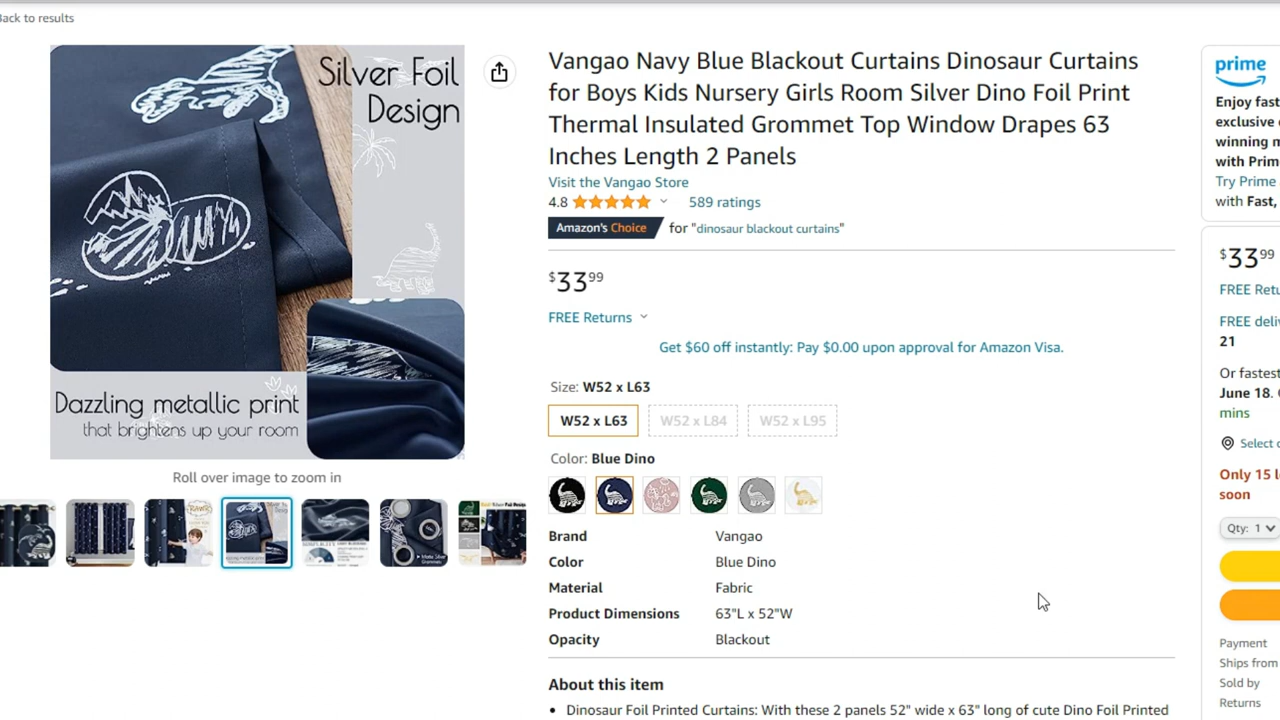 Back to results
Silver Foil
Design
Dazzling metallic print
that brightens up your room
Roll over image to zoom in
Vangao Navy Blue Blackout Curtains Dinosaur Curtains
for Boys Kids Nursery Girls Room Silver Dino Foil Print
Thermal Insulated Grommet Top Window Drapes 63
Inches Length 2 Panels
Visit the Vangao Store
4.8 589 ratings
Amazon's Choice for "dinosaur blackout curtains"
$33 99
FREE Returns
Get $60 off instantly: Pay $0.00 upon approval for Amazon Visa.
Size: W52 x L63
W52 x L63 W52 x L84 W52 x L95
Color: Blue Dino
Brand Vangao
Color Blue Dino
Material Fabric
Product Dimensions 63"L x 52"W
Opacity Blackout
About this item
• Dinosaur Foil Printed Curtains: With these 2 panels 52" wide x 63" long of cute Dino Foil Printed
prime
Enjoy fast
exclusive
winning m
with Prim
Try Prime
with Fast,
$33 99
FREE Retu
FREE deli
21
Or fastest
June 18.
mins
Select
Only 15 l
soon
Qty: 1
Payment
Ships from
Sold by
Returns